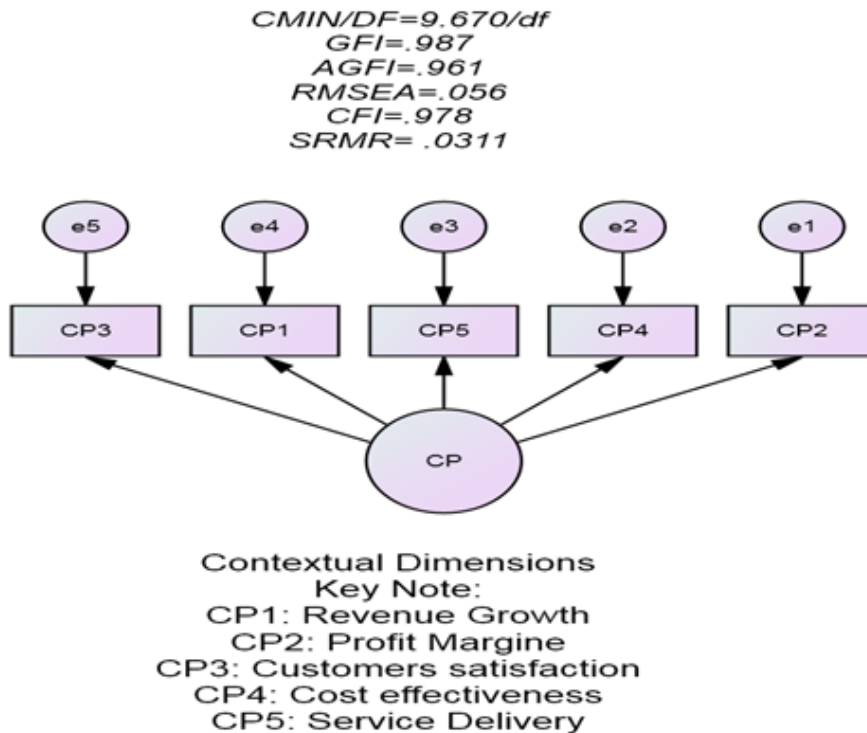 CMIN/DF=9.670/df
GFI=.987
AGFI=.961
RMSEA=.056
CFI=.978
SRMR= .0311
e5 e4 e3 e2 e1
CP3 CP1 CP5 CP4 CP2
CP
Contextual Dimensions
Key Note:
CP1: Revenue Growth
CP2: Profit Margine
CP3: Customers satisfaction
CP4: Cost effectiveness
CP5: Service Delivery